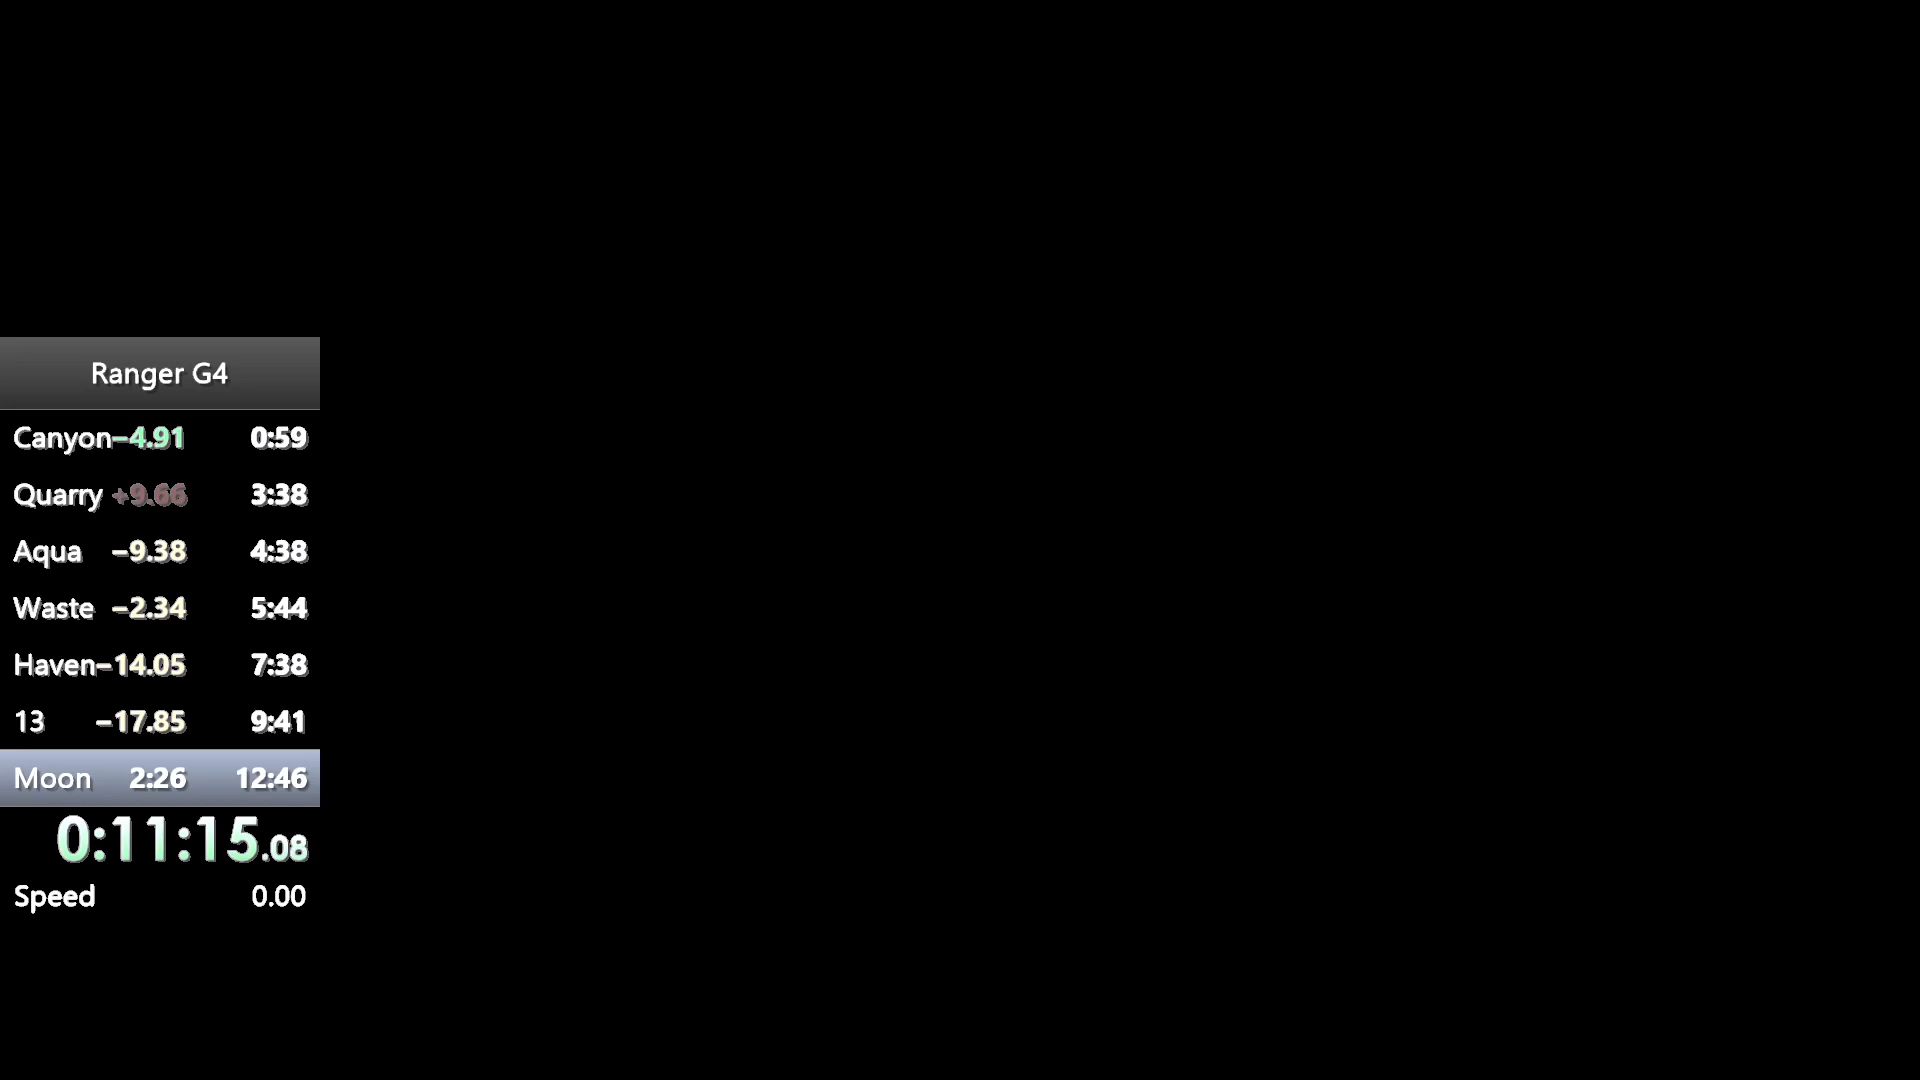 Ranger G4
Canyon −4.91 0:59
Quarry +9.66 3:38
Aqua −9.38 4:38
Waste −2.34 5:44
Haven −14.05 7:38
13 −17.85 9:41
Moon 2:26 12:46
0:11:15.08
Speed 0.00